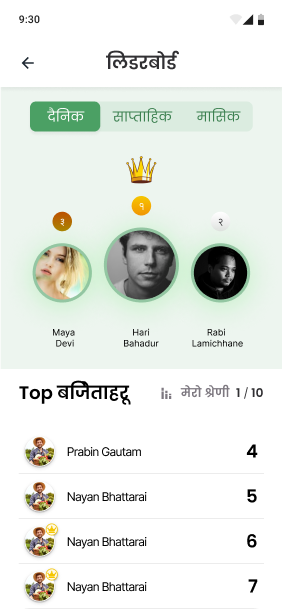 9:30
लिडरबोर्ड
दैनिक साप्ताहिक मासिक
१
३
२
Maya Devi
Hari Bahadur
Rabi Lamichhane
Top बिजेताहरू
मेरो श्रेणी 1 / 10
Prabin Gautam 4
Nayan Bhattarai 5
Nayan Bhattarai 6
Nayan Bhattarai 7